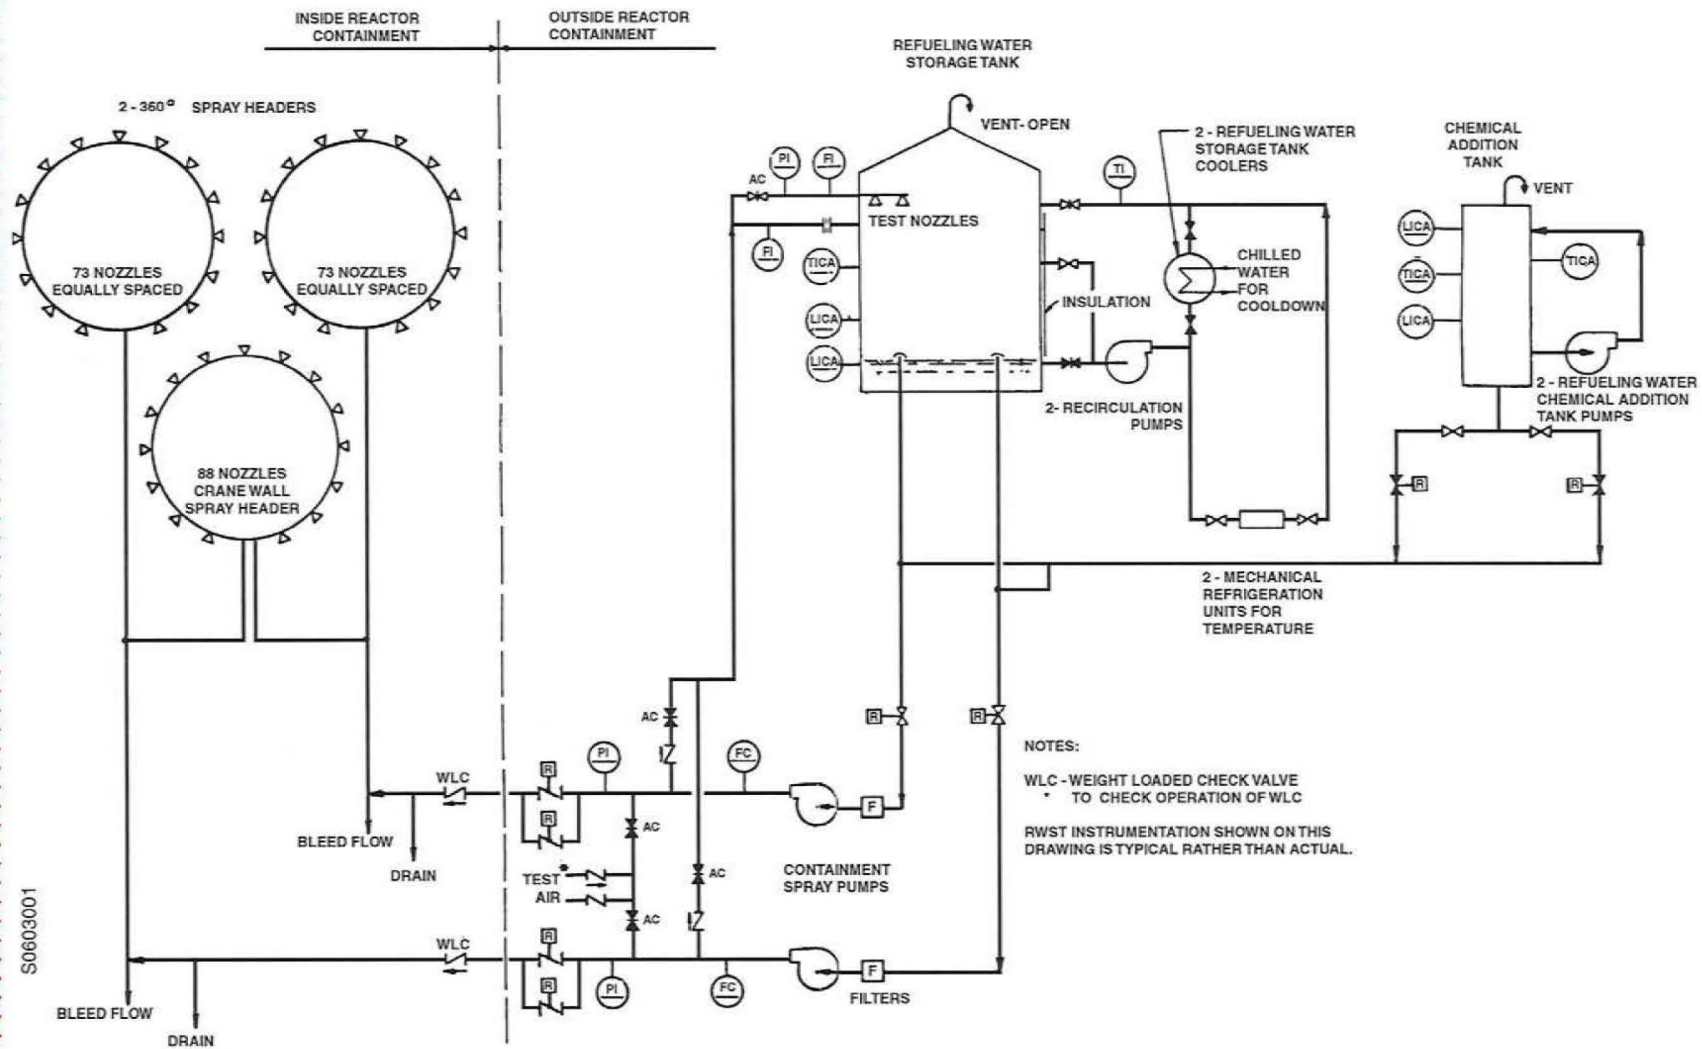 INSIDE REACTOR
CONTAINMENT
OUTSIDE REACTOR
CONTAINMENT
REFUELING WATER
STORAGE TANK
2 - 360° SPRAY HEADERS
VENT- OPEN
2 - REFUELING WATER
STORAGE TANK
COOLERS
CHEMICAL
ADDITION
TANK
VENT
PI
FI
AC
TI
TEST NOZZLES
FI
LICA
TICA
TICA
TICA
LICA
73 NOZZLES
EQUALLY SPACED
73 NOZZLES
EQUALLY SPACED
CHILLED
WATER
FOR
COOLDOWN
INSULATION
LICA
LICA
2 - REFUELING WATER
CHEMICAL ADDITION
TANK PUMPS
2- RECIRCULATION
PUMPS
88 NOZZLES
CRANE WALL
SPRAY HEADER
R
R
2 - MECHANICAL
REFRIGERATION
UNITS FOR
TEMPERATURE
AC
R
R
NOTES:
WLC - WEIGHT LOADED CHECK VALVE
* TO CHECK OPERATION OF WLC
RWST INSTRUMENTATION SHOWN ON THIS
DRAWING IS TYPICAL RATHER THAN ACTUAL.
WLC
R
PI
FC
F
R
AC
BLEED FLOW
DRAIN
TEST *
AIR
AC
CONTAINMENT
SPRAY PUMPS
AC
WLC
R
R
PI
FC
F
FILTERS
BLEED FLOW
DRAIN
S0603001